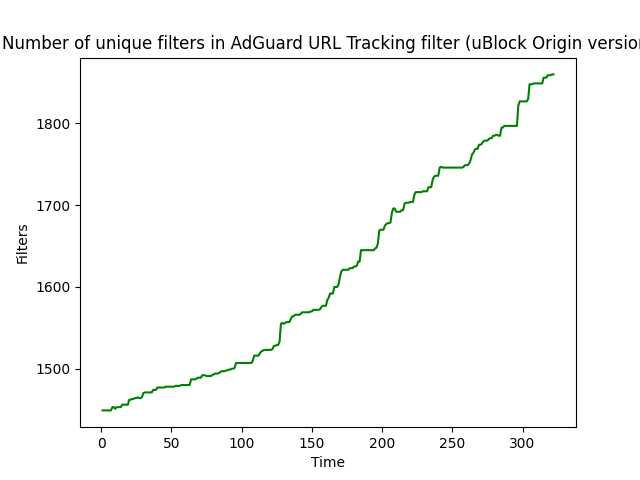 Number of unique filters in AdGuard URL Tracking filter (uBlock Origin version
1800
1700
1600
1500
Filters
0 50 100 150 200 250 300
Time